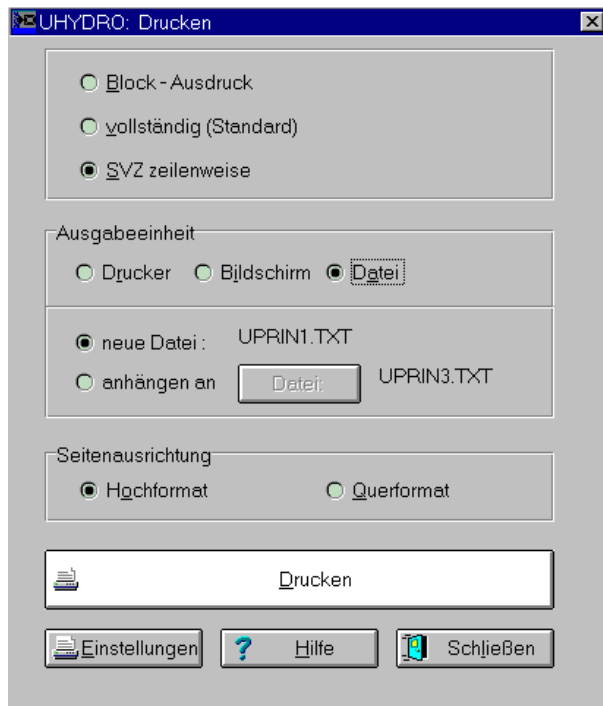 UHYDRO: Drucken
Block - Ausdruck
vollständig (Standard)
SVZ zeilenweise
Ausgabeeinheit
Drucker Bildschirm Datei
neue Datei : UPRIN1.TXT
anhängen an Datei: UPRIN3.TXT
Seitenausrichtung
Hochformat Querformat
Drucken
Einstellungen Hilfe Schließen